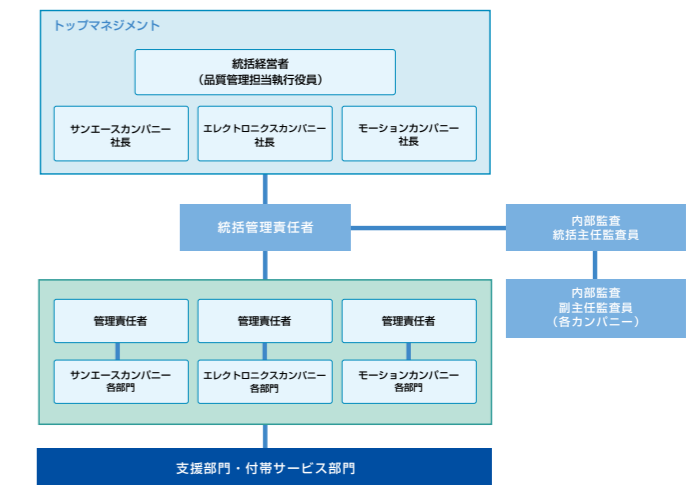 トップマネジメント
統括経営者
（品質管理担当執行役員）
サンエースカンパニー
社長
エレクトロニクスカンパニー
社長
モーションカンパニー
社長
統括管理責任者
内部監査
統括主任監査員
内部監査
副主任監査員
（各カンパニー）
管理責任者
管理責任者
管理責任者
サンエースカンパニー
各部門
エレクトロニクスカンパニー
各部門
モーションカンパニー
各部門
支援部門・付帯サービス部門